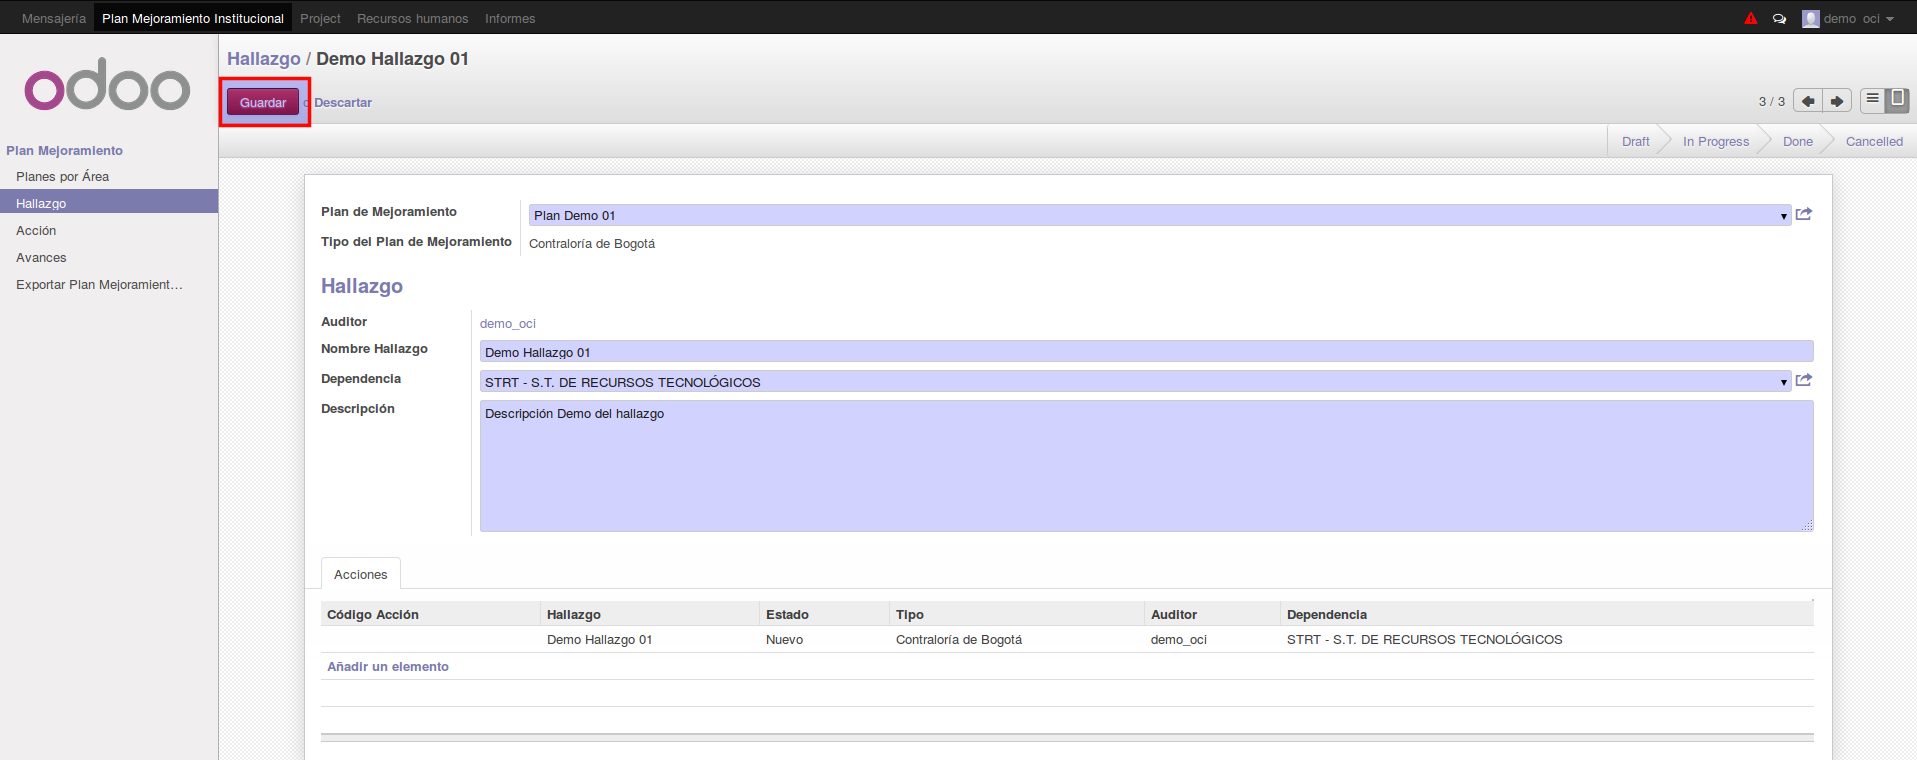 Mensajería Plan Mejoramiento Institucional Project Recursos humanos Informes demo oci
odoo
Hallazgo / Demo Hallazgo 01
Guardar o Descartar
3 / 3
Draft In Progress Done Cancelled
Plan Mejoramiento
Planes por Área
Hallazgo
Acción
Avances
Exportar Plan Mejoramient...
Plan de Mejoramiento Plan Demo 01
Tipo del Plan de Mejoramiento Contraloría de Bogotá
Hallazgo
Auditor demo_oci
Nombre Hallazgo Demo Hallazgo 01
Dependencia STRT - S.T. DE RECURSOS TECNOLÓGICOS
Descripción Descripción Demo del hallazgo
Acciones
Código Acción Hallazgo Estado Tipo Auditor Dependencia
Demo Hallazgo 01 Nuevo Contraloría de Bogotá demo_oci STRT - S.T. DE RECURSOS TECNOLÓGICOS
Añadir un elemento